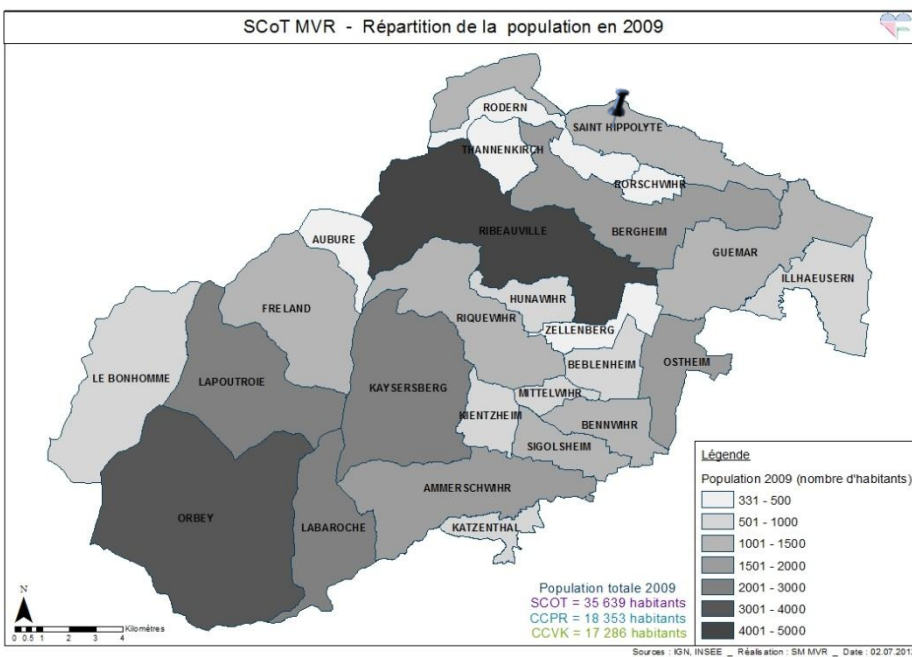 SCoT MVR - Répartition de la population en 2009
RODERN
SAINT HIPPOLYTE
THANNENKIRCH
RORSCHWIHR
RIBEAUVILLE
BERGHEIM
AUBURE
GUEMAR
ILLHAEUSERN
HUNAWIHR
FRELAND
RIQUEWIHR
ZELLENBERG
BEBLENHEIM
OSTHEIM
LE BONHOMME
LAPOUTROIE
KAYSERSBERG
MITTELWIHR
KIENTZHEIM
BENNWIHR
SIGOLSHEIM
AMMERSCHWIHR
ORBEY
LABAROCHE
KATZENTHAL
Légende
Population 2009 (nombre d'habitants)
331 - 500
501 - 1000
1001 - 1500
1501 - 2000
2001 - 3000
3001 - 4000
4001 - 5000
Population totale 2009
SCOT = 35 639 habitants
CCPR = 18 353 habitants
CCVK = 17 286 habitants
N
Kilomètres
0 0.5 1 2 3 4
Sources : IGN, INSEE _ Réalisation : SM MVR _ Date : 02.07.2012